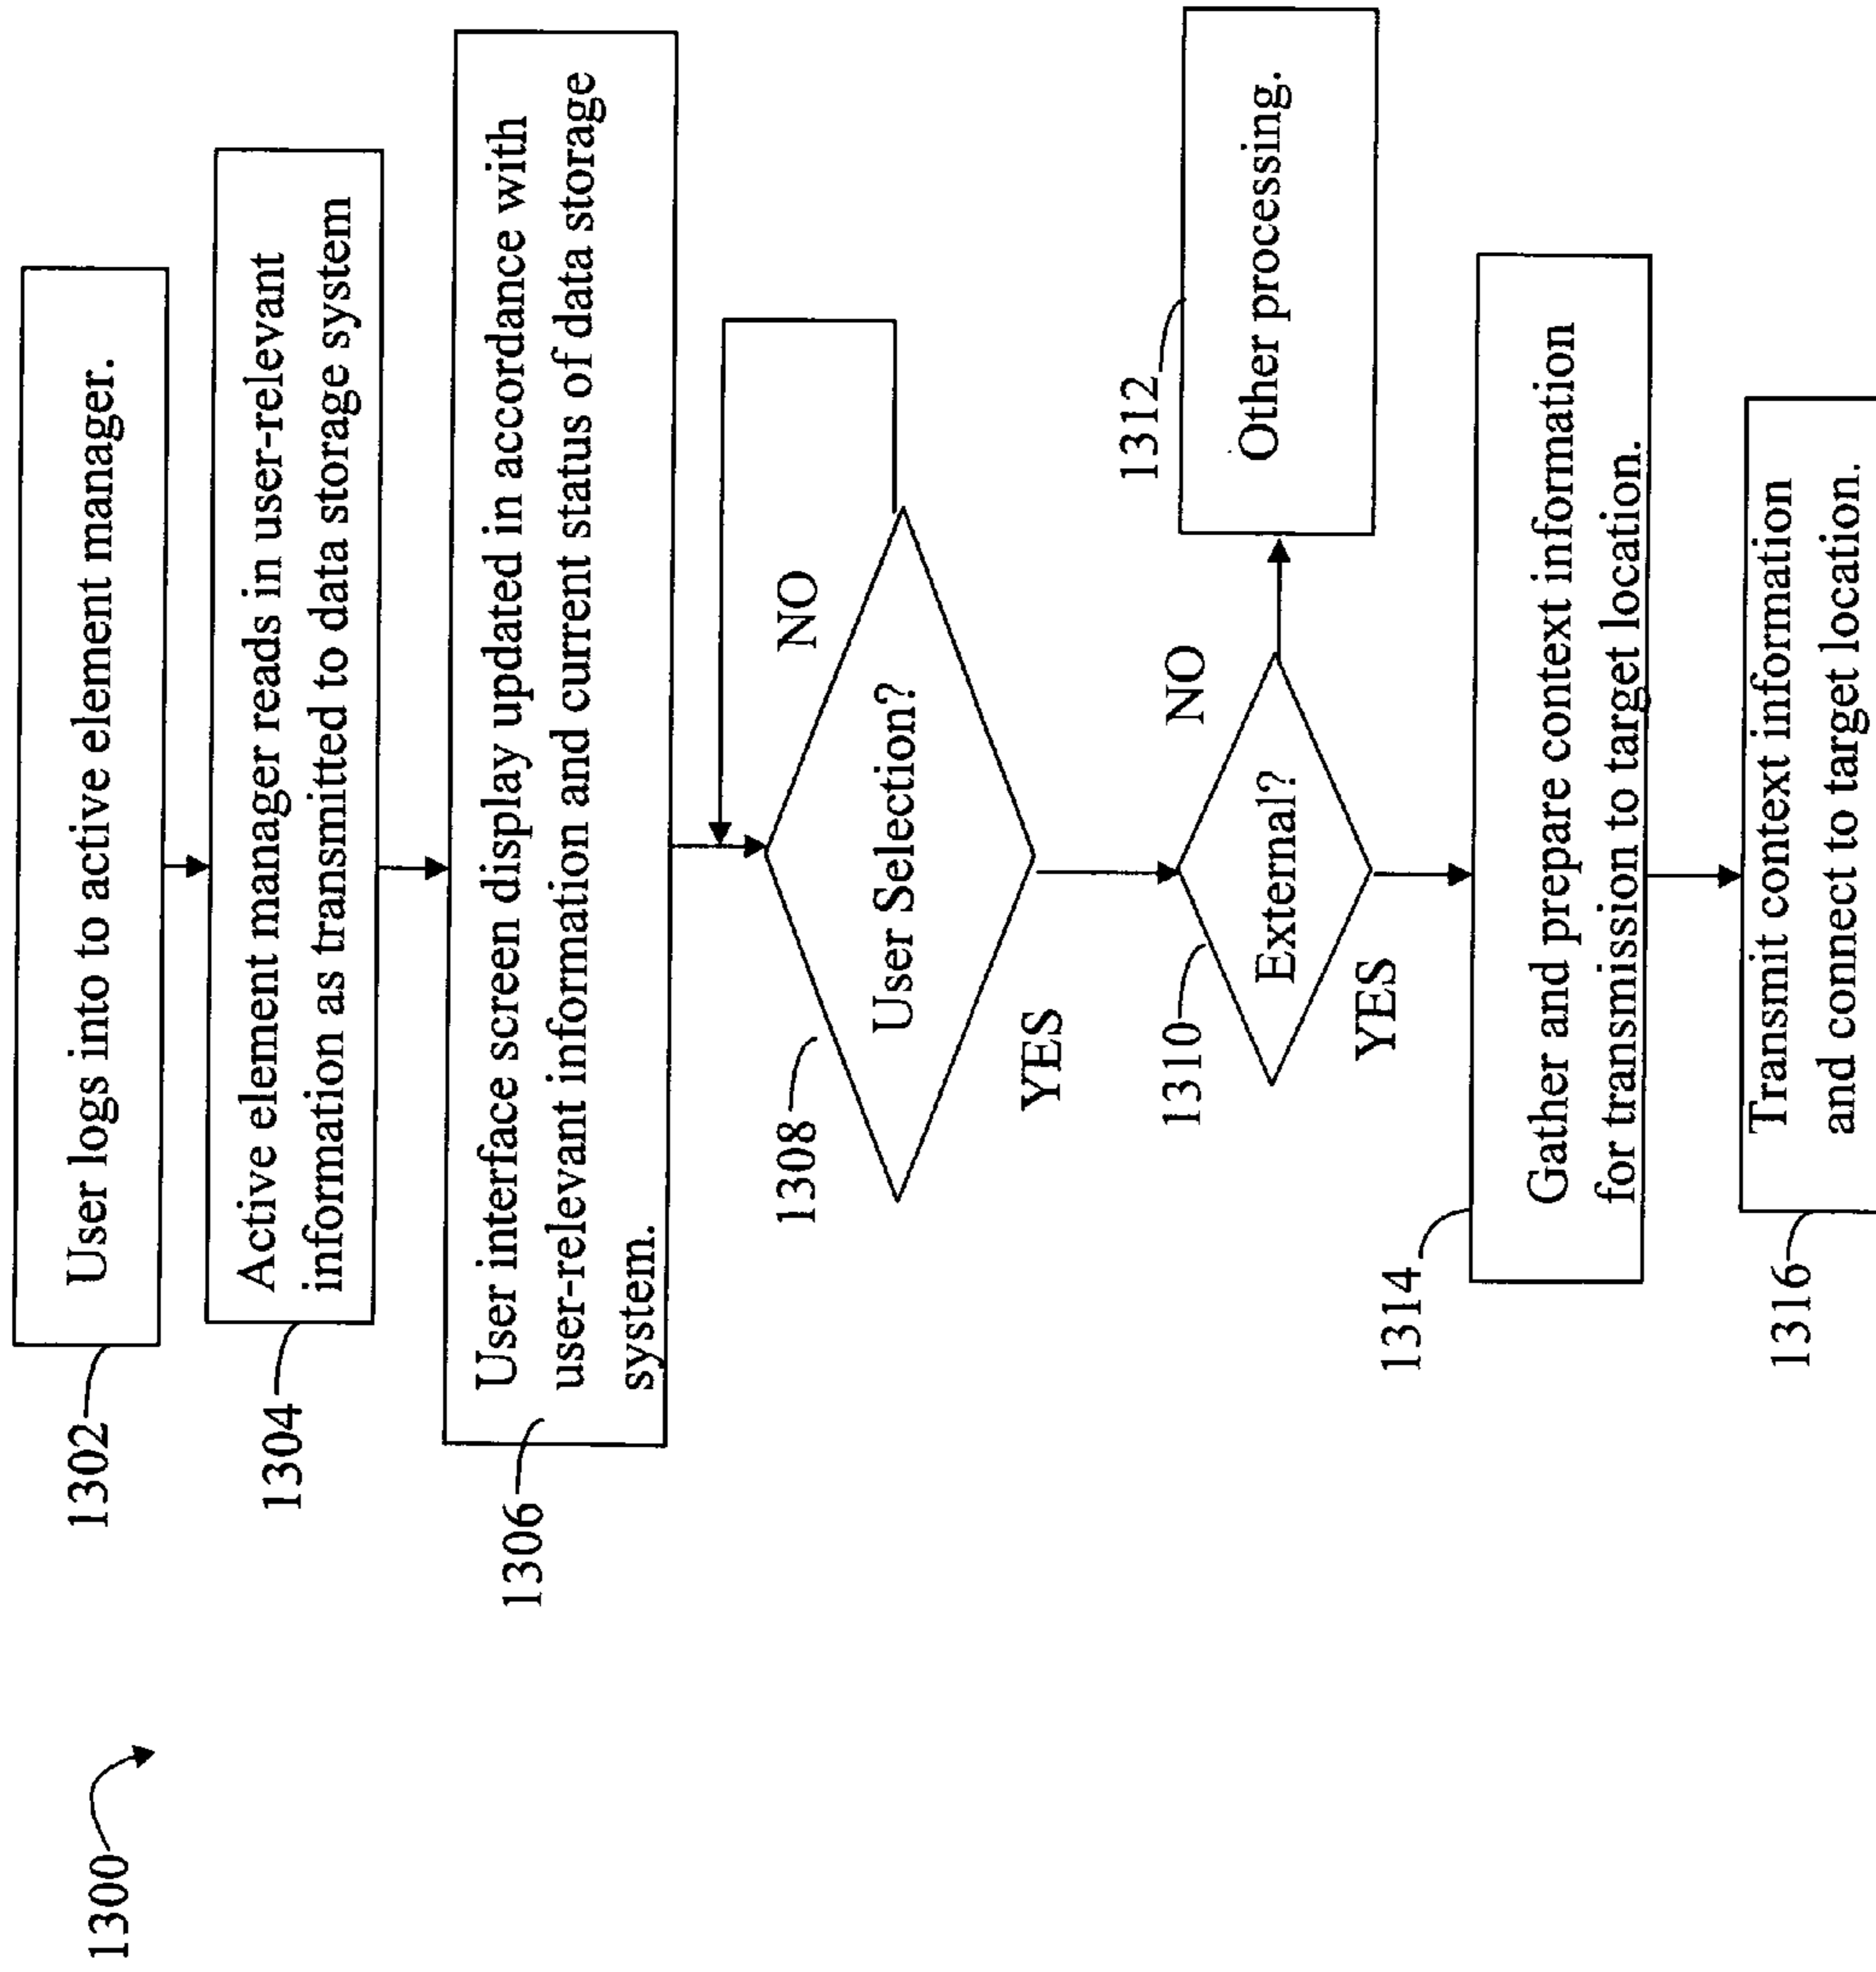 1300
1302
User logs into to active element manager.
1304
Active element manager reads in user-relevant
information as transmitted to data storage system
1306
User interface screen display updated in accordance with
user-relevant information and current status of data storage
system.
1308
User Selection?
NO
YES
1310
External?
NO
1312
Other processing.
YES
1314
Gather and prepare context information
for transmission to target location.
1316
Transmit context information
and connect to target location.